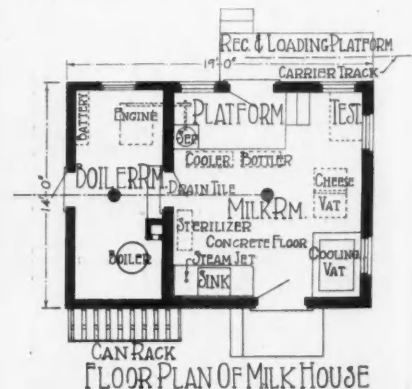 REC. & LOADING PLATFORM
19'-0"
CARRIER TRACK
BATTERY
ENGINE
PLATFORM
TEST
SEP
COOLER
BOTTLER
14'-0"
BOILER RM.
DRAIN TILE
CHEESE
VAT
MILK RM.
STERILIZER
CONCRETE FLOOR
BOILER
STEAM JET
SINK
COOLING
VAT
CAN RACK
FLOOR PLAN OF MILK HOUSE